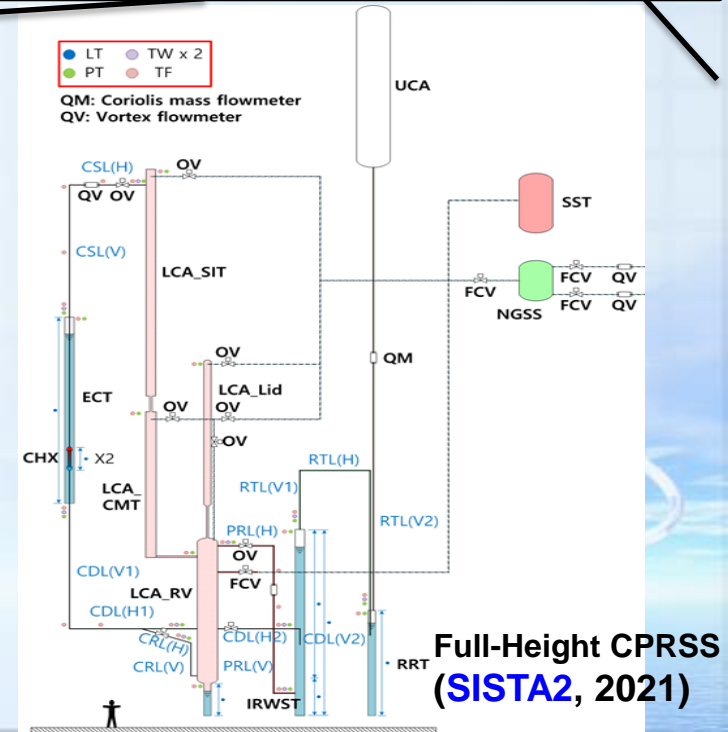 LT TW x 2
PT TF
QM: Coriolis mass flowmeter
QV: Vortex flowmeter
UCA
CSL(H) OV OV
QV OV
SST
CSL(V)
LCA_SIT
FCV FCV QV
NGSS
FCV QV
OV
QM
LCA_Lid
ECT
OV OV
OV
CHX X2
RTL(H)
LCA_
CMT
RTL(V1)
RTL(V2)
PRL(H)
OV
CDL(V1)
FCV
LCA_RV
CDL(H1)
CRL(H) CDL(H2) CDL(V2)
CRL(V) PRL(V)
RRT
IRWST
Full-Height CPRSS
(SISTA2, 2021)